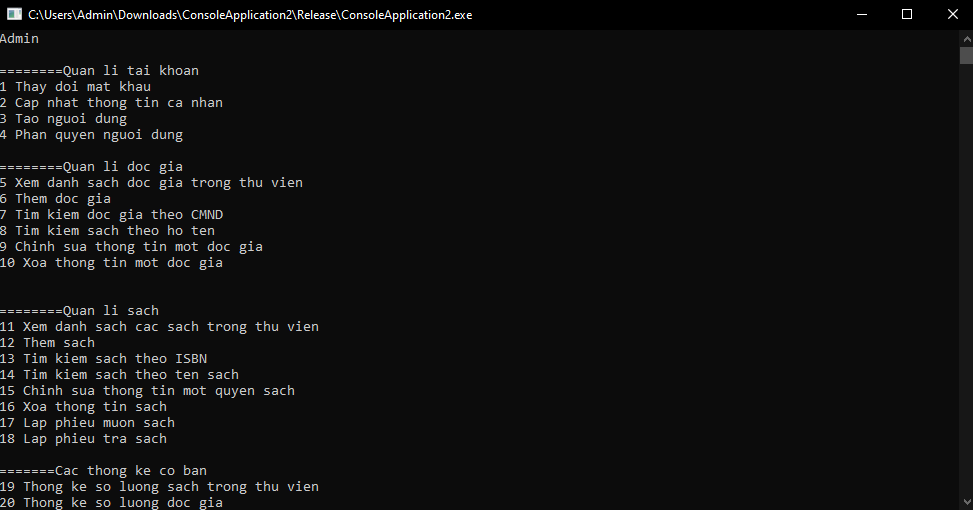 C:\Users\Admin\Downloads\ConsoleApplication2\Release\ConsoleApplication2.exe
Admin
========Quan li tai khoan
1 Thay doi mat khau
2 Cap nhat thong tin ca nhan
3 Tao nguoi dung
4 Phan quyen nguoi dung
========Quan li doc gia
5 Xem danh sach doc gia trong thu vien
6 Them doc gia
7 Tim kiem doc gia theo CMND
8 Tim kiem sach theo ho ten
9 Chinh sua thong tin mot doc gia
10 Xoa thong tin mot doc gia
========Quan li sach
11 Xem danh sach cac sach trong thu vien
12 Them sach
13 Tim kiem sach theo ISBN
14 Tim kiem sach theo ten sach
15 Chinh sua thong tin mot quyen sach
16 Xoa thong tin sach
17 Lap phieu muon sach
18 Lap phieu tra sach
=======Cac thong ke co ban
19 Thong ke so luong sach trong thu vien
20 Thong ke so luong doc gia